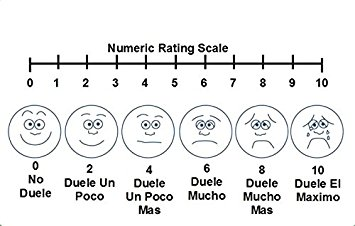 Numeric Rating Scale
0 1 2 3 4 5 6 7 8 9 10
0 2 4 6 8 10
No Duele Un Duele Duele Duele Duele El
Duele Poco Un Poco Mucho Mucho Maximo
Mas Mas